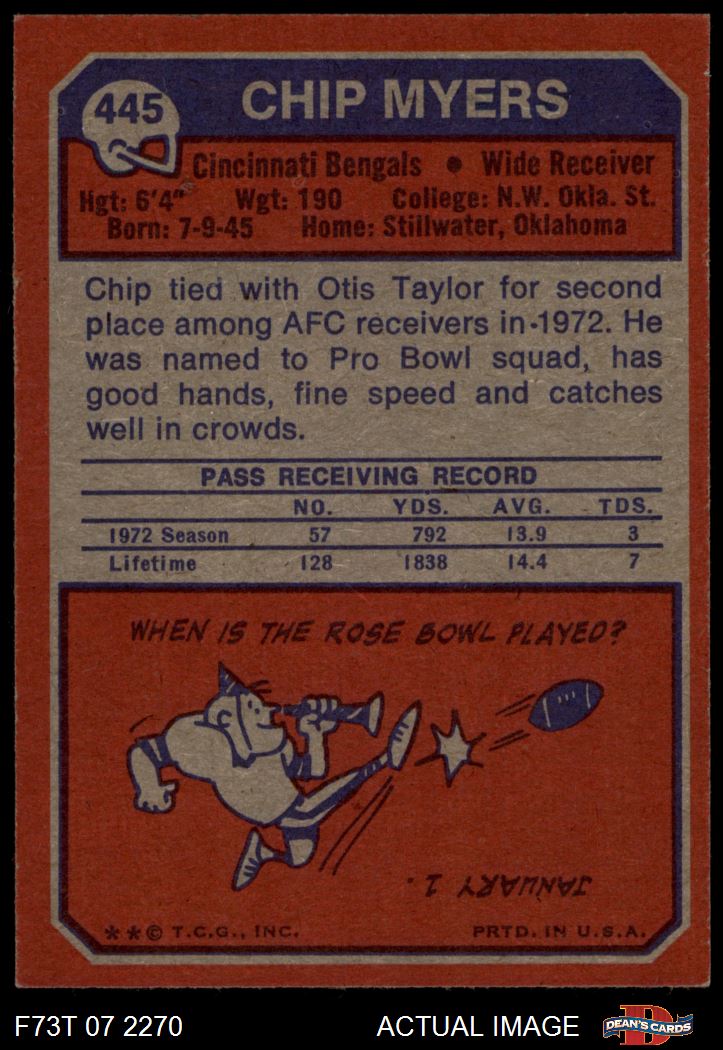 445
CHIP MYERS
Cincinnati Bengals • Wide Receiver
Hgt: 6'4" Wgt: 190 College: N.W. Okla. St.
Born: 7-9-45 Home: Stillwater, Oklahoma
Chip tied with Otis Taylor for second
place among AFC receivers in 1972. He
was named to Pro Bowl squad, has
good hands, fine speed and catches
well in crowds.
PASS RECEIVING RECORD
NO. YDS. AVG. TDS.
1972 Season 57 792 13.9 3
Lifetime 128 1838 14.4 7
WHEN IS THE ROSE BOWL PLAYED?
JANUARY 1.
**© T.C.G., INC. PRTD. IN U.S.A.
F73T 07 2270 ACTUAL IMAGE D DEAN'S CARDS